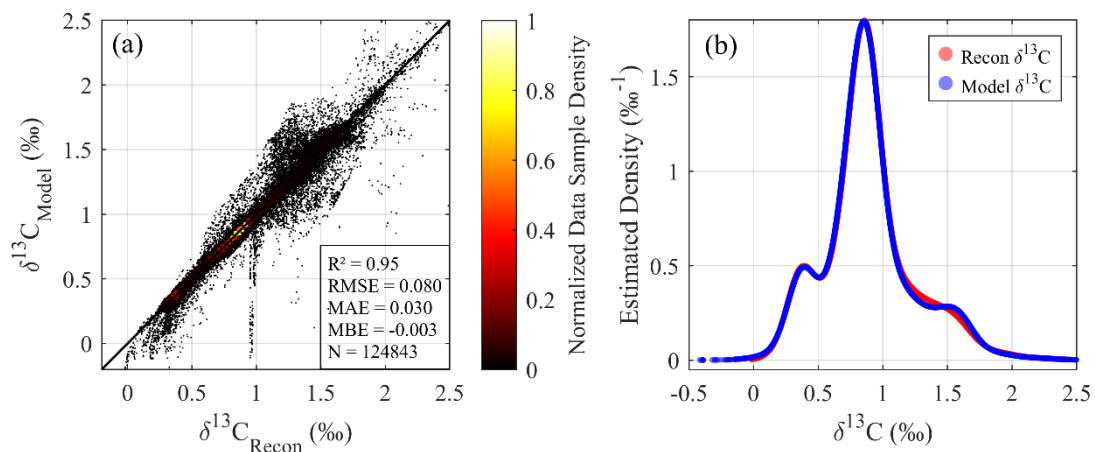 (a)
2.5
2
1.5
1
0.5
0
δ¹³C_Model (‰)
R² = 0.95
RMSE = 0.080
MAE = 0.030
MBE = -0.003
N = 124843
0 0.5 1 1.5 2 2.5
δ¹³C_Recon (‰)
1
0.8
0.6
0.4
0.2
0
Normalized Data Sample Density
(b)
Recon δ¹³C
Model δ¹³C
1.5
1
0.5
0
Estimated Density (‰⁻¹)
-0.5 0 0.5 1 1.5 2 2.5
δ¹³C (‰)